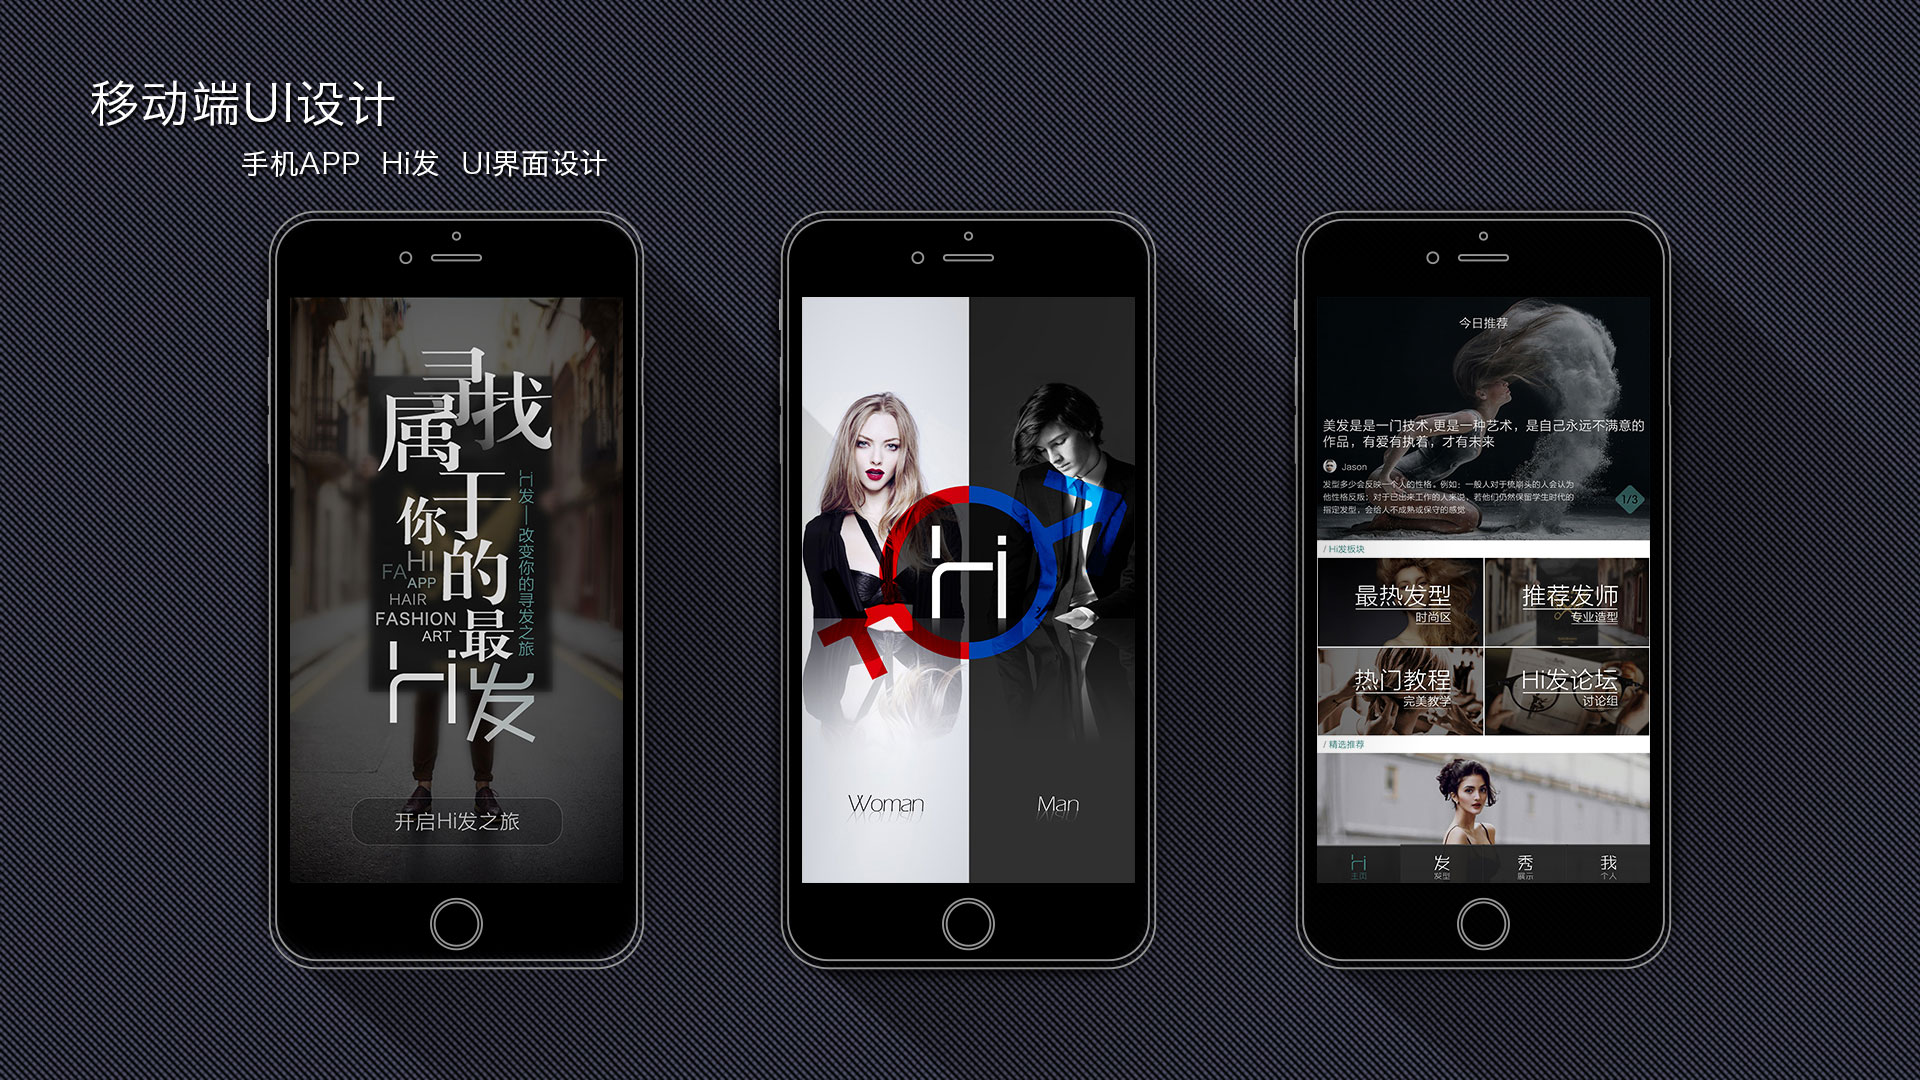 移动端UI设计
手机APP Hi发 UI界面设计
寻找
属于
你的
最
Hi发
Hi发—改变你的寻发之旅
HI
FA
APP
HAIR
FASHION
ART
开启Hi发之旅
Hi
Woman
Man
今日推荐
美发是是一门技术,更是一种艺术，是自己永远不满意的
作品，有爱有执着，才有未来
Jason
发型多少会反映一个人的性格。例如：一般人对于梳崩头的人会认为
他性格反叛；对于已出来工作的人来说，若他们仍然保留学生时代的
指定发型，会给人不成熟或保守的感觉
1/3
/ Hi发板块
最热发型
时尚区
推荐发师
专业造型
热门教程
完美教学
Hi发论坛
讨论组
/ 精选推荐
Hi
主页
发
发型
秀
展示
我
个人